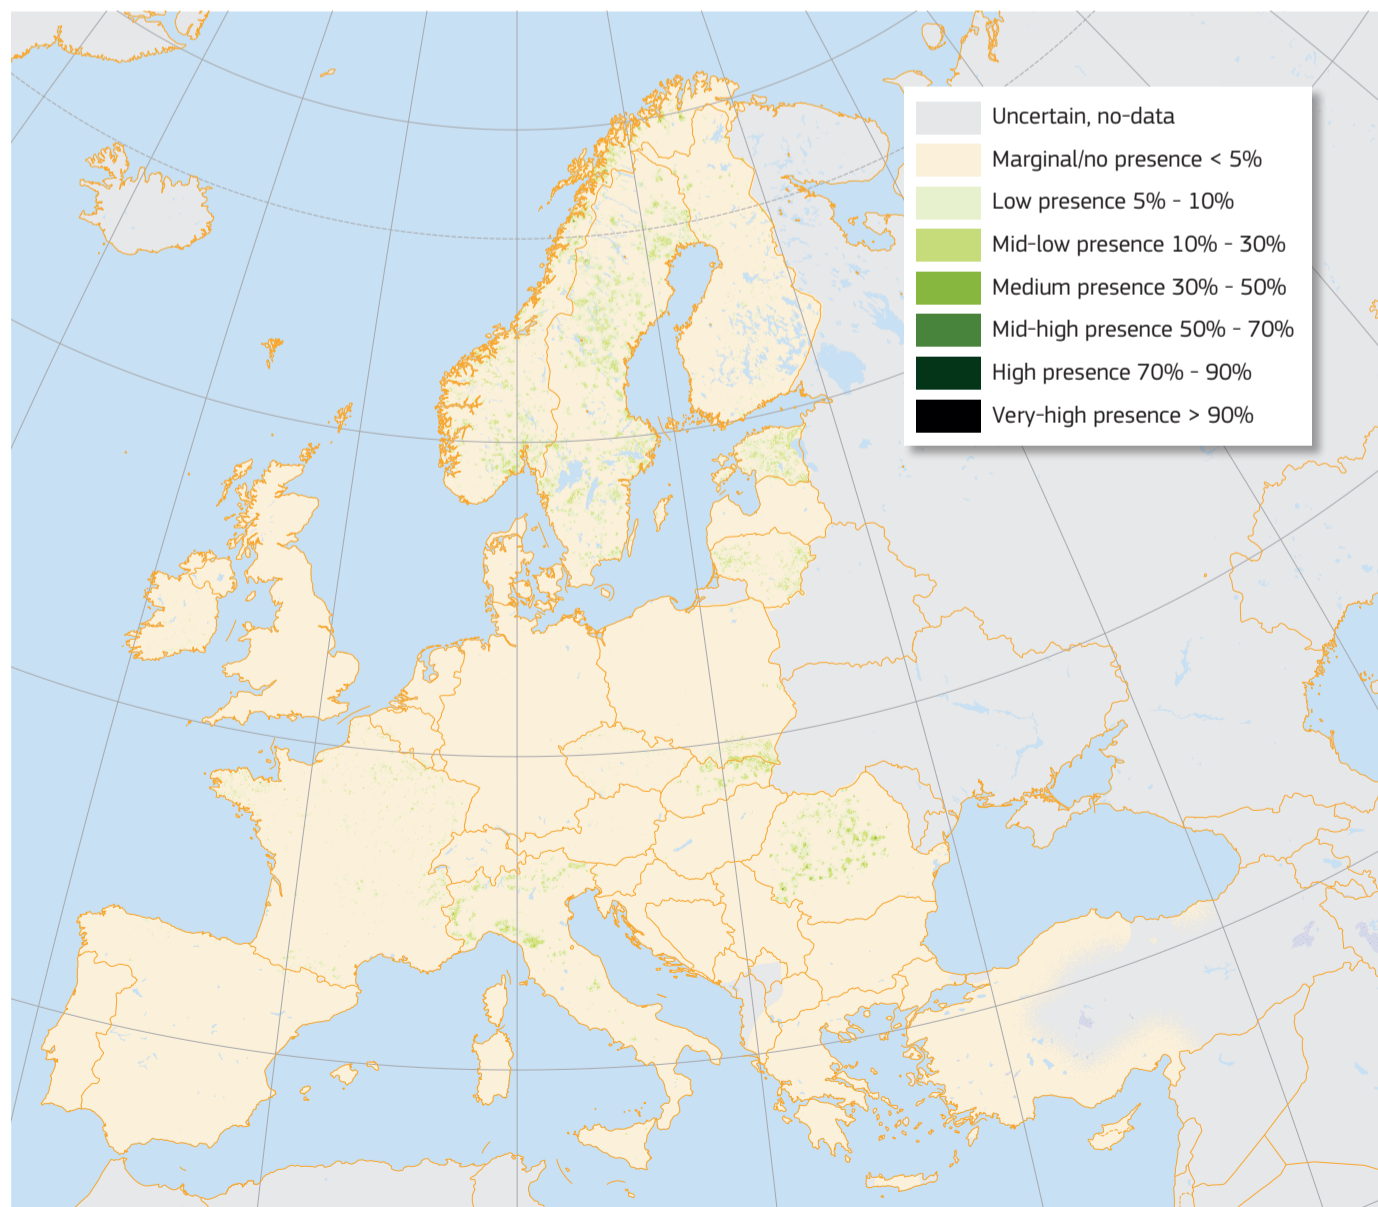 Uncertain, no-data
Marginal/no presence < 5%
Low presence 5% - 10%
Mid-low presence 10% - 30%
Medium presence 30% - 50%
Mid-high presence 50% - 70%
High presence 70% - 90%
Very-high presence > 90%